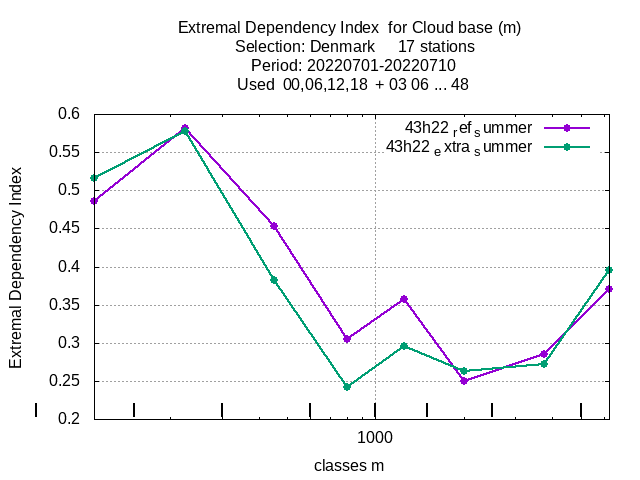 Extremal Dependency Index  for Cloud base (m)
Selection: Denmark     17 stations
Period: 20220701-20220710
Used  00,06,12,18  + 03 06 ... 48
43h22 ref summer
43h22 extra summer
Extremal Dependency Index
0.6
0.55
0.5
0.45
0.4
0.35
0.3
0.25
0.2
1000
classes m